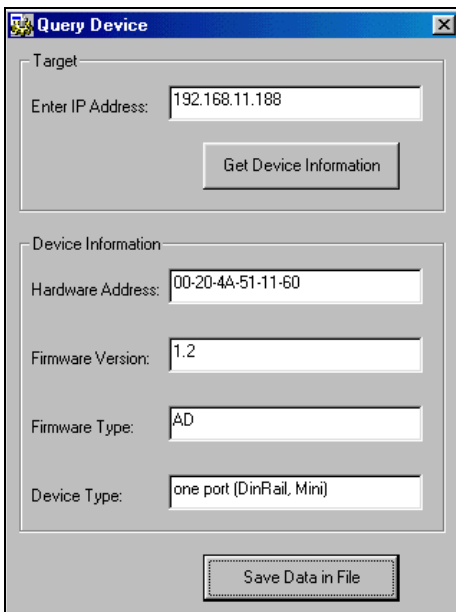 Query Device
Target
Enter IP Address: 192.168.11.188
Get Device Information
Device Information
Hardware Address: 00-20-4A-51-11-60
Firmware Version: 1.2
Firmware Type: AD
Device Type: one port (DinRail, Mini)
Save Data in File